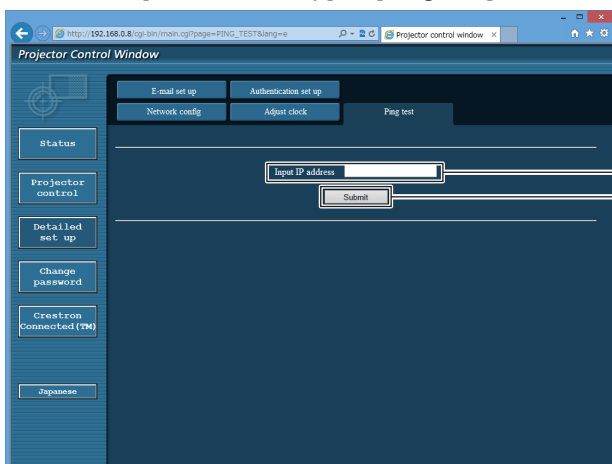 http://192.168.0.8/cgi-bin/main.cgi?page=PING_TEST&lang=e
Projector control window
Projector Control Window
E-mail set up
Authentication set up
Network config
Adjust clock
Ping test
Status
Input IP address
Submit
Projector
control
Detailed
set up
Change
password
Crestron
Connected(TM)
Japanese